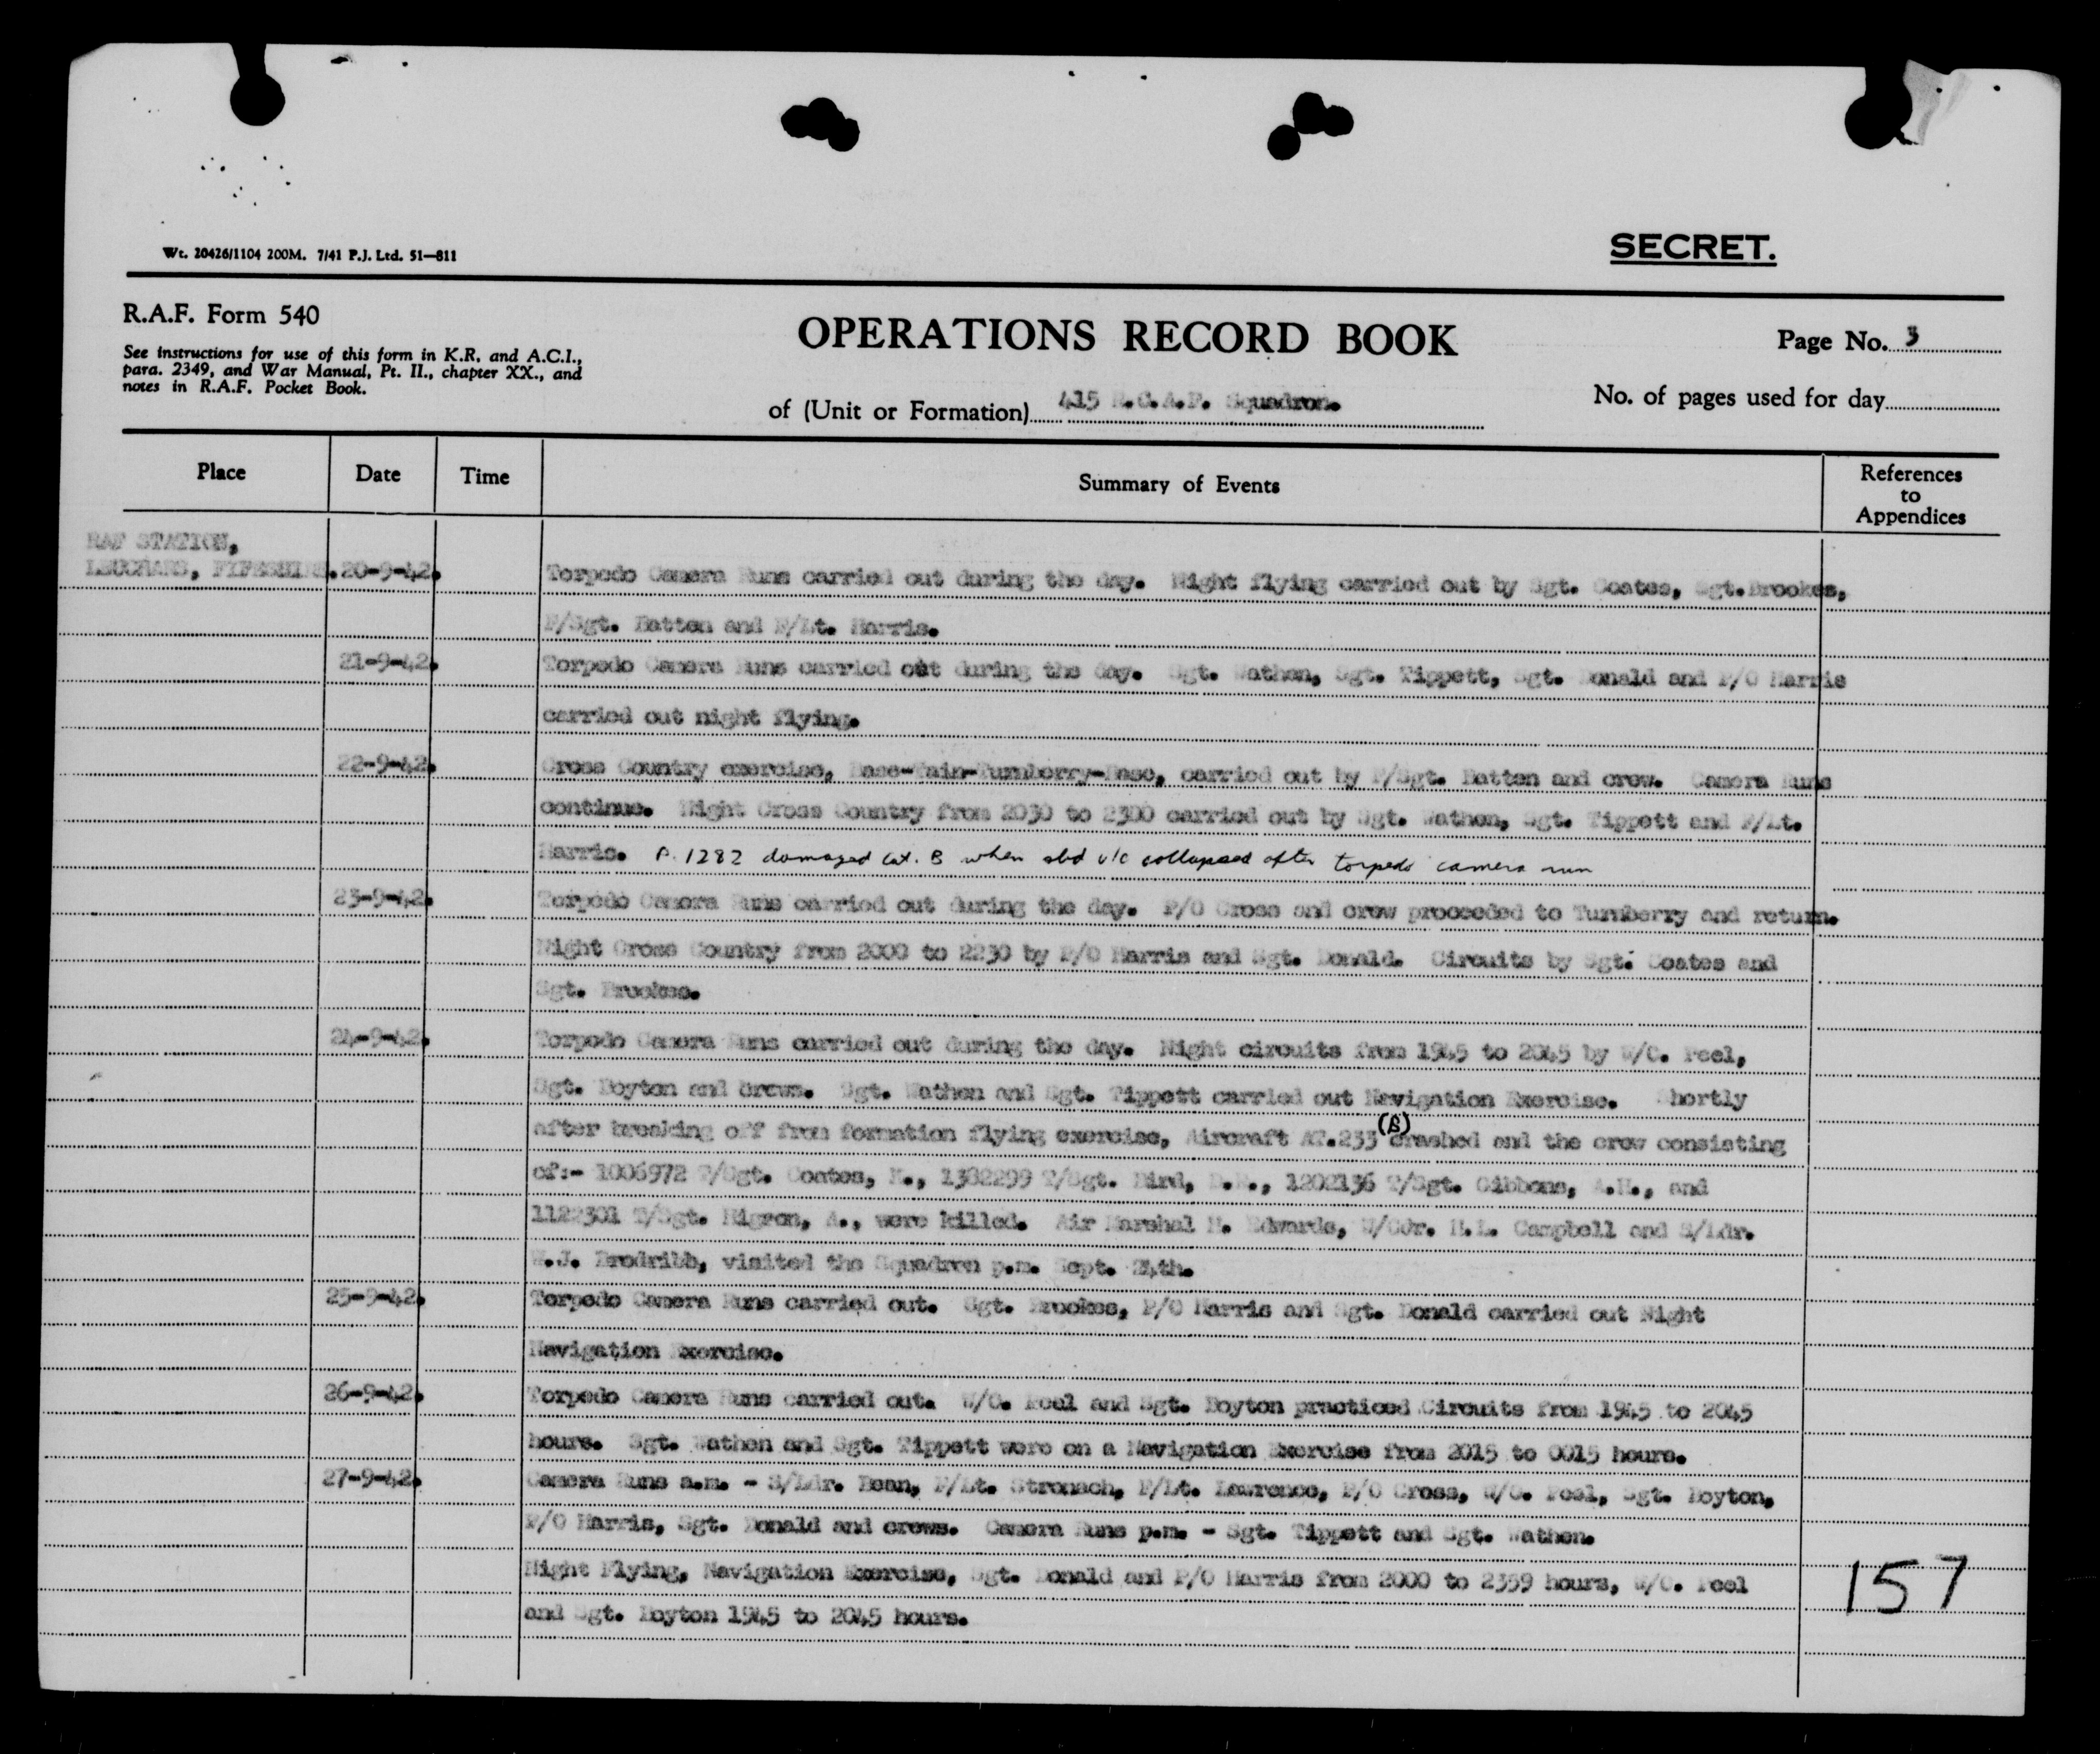 Wt. 20426/1104 200M. 7/41 P.J. Ltd. 51—811
SECRET.
R.A.F. Form 540
See instructions for use of this form in K.R. and A.C.I.,
para. 2349, and War Manual, Pt. II., chapter XX., and
notes in R.A.F. Pocket Book.
OPERATIONS RECORD BOOK
of (Unit or Formation) 415 R.C.A.F. Squadron.
Page No. 3
No. of pages used for day
Place Date Time Summary of Events References to Appendices
RAF STATION,
LEUCHARS, FIFESHIRE. 20-9-42. Torpedo Camera Runs carried out during the day. Night flying carried out by Sgt. Coates, Sgt.Brookes,
F/Sgt. Batten and F/Lt. Harris.
21-9-42. Torpedo Camera Runs carried out during the day. Sgt. Wathen, Sgt. Tippett, Sgt. Donald and P/O Harris
carried out night flying.
22-9-42. Cross Country exercise, Base-Tain-Turnberry-Base, carried out by F/Sgt. Batten and crew. Camera Runs
continue. Night Cross Country from 2030 to 2300 carried out by Sgt. Wathen, Sgt. Tippett and F/Lt.
Harris. P.1282 damaged Cat. B when stbd u/c collapsed after torpedo camera run
23-9-42. Torpedo Camera Runs carried out during the day. P/O Cross and crew proceeded to Turnberry and return.
Night Cross Country from 2000 to 2230 by P/O Harris and Sgt. Donald. Circuits by Sgt. Coates and
Sgt. Brookes.
24-9-42. Torpedo Camera Runs carried out during the day. Night circuits from 1945 to 2045 by W/C. Peel,
Sgt. Boyton and Crews. Sgt. Wathen and Sgt. Tippett carried out Navigation Exercise. Shortly
after breaking off from formation flying exercise, Aircraft AT.233 (B) crashed and the crew consisting
of:- 1006972 T/Sgt. Coates, K., 1382299 T/Sgt. Bird, D.R., 1202136 T/Sgt. Gibbons, A.H., and
1122301 T/Sgt. A., were killed. Air Marshal H. Edwards, W/Cdr. H.L. Campbell and S/Ldr.
W.J. Brodribb, visited the Squadron p.m. Sept. 24th.
25-9-42. Torpedo Camera Runs carried out. Sgt. Brookes, P/O Harris and Sgt. Donald carried out Night
Navigation Exercise.
26-9-42. Torpedo Camera Runs carried out. W/C. Peel and Sgt. Boyton practiced Circuits from 1945 to 2045
hours. Sgt. Wathen and Sgt. Tippett were on a Navigation Exercise from 2015 to 0015 hours.
27-9-42. Camera Runs a.m. - S/Ldr. Bean, F/Lt. Stronach, F/Lt. Lawrence, P/O Cross, W/C. Peel, Sgt. Boyton,
P/O Harris, Sgt. Donald and crews. Camera Runs p.m. - Sgt. Tippett and Sgt. Wathen.
Night Flying, Navigation Exercise, Sgt. Donald and P/O Harris from 2000 to 2359 hours, W/C. Peel
and Sgt. Boyton 1945 to 2045 hours.
157